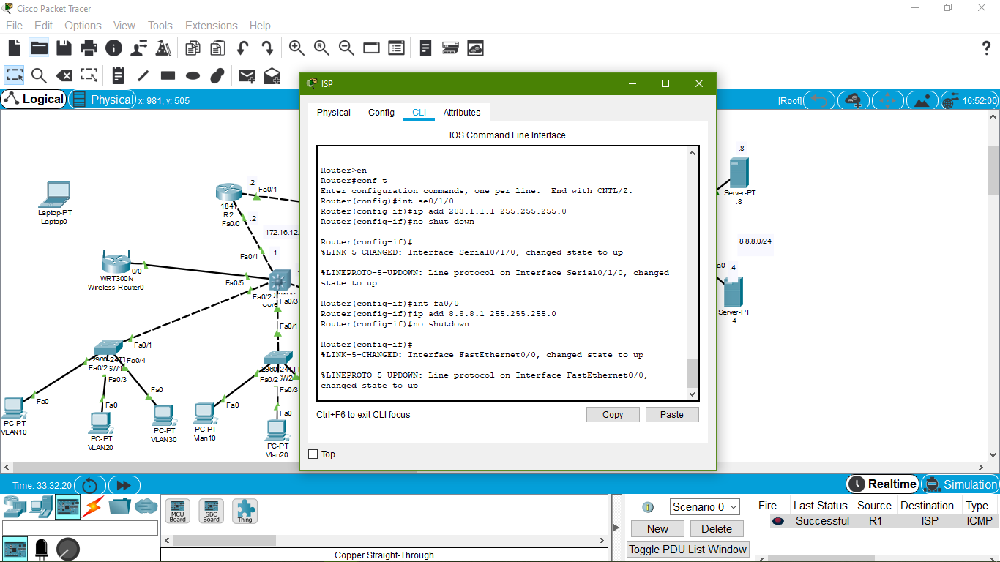 Cisco Packet Tracer
File Edit Options View Tools Extensions Help
Logical
Physical
x: 981, y: 505
[Root]
16:52:00
ISP
Physical Config CLI Attributes
IOS Command Line Interface
Router>en
Router#conf t
Enter configuration commands, one per line. End with CNTL/Z.
Router(config)#int se0/1/0
Router(config-if)#ip add 203.1.1.1 255.255.255.0
Router(config-if)#no shut down
Router(config-if)#
%LINK-5-CHANGED: Interface Serial0/1/0, changed state to up
%LINEPROTO-5-UPDOWN: Line protocol on Interface Serial0/1/0, changed
state to up
Router(config-if)#int fa0/0
Router(config-if)#ip add 8.8.8.1 255.255.255.0
Router(config-if)#no shutdown
Router(config-if)#
%LINK-5-CHANGED: Interface FastEthernet0/0, changed state to up
%LINEPROTO-5-UPDOWN: Line protocol on Interface FastEthernet0/0,
changed state to up
Ctrl+F6 to exit CLI focus
Copy
Paste
Top
Laptop-PT
Laptop0
.2
Fa0/1
R2
Fa0/0
.2
172.16.12.
.1
Fa0/1
0/0
WRT300N
Wireless Router0
Fa0/5
Fa0/2
Fa0/3
Fa0/1
Fa0/1
Fa0/4
Fa0/2
SW1
Fa0/3
2960-24TT
SW2
Fa0/2
Fa0/3
Fa0
PC-PT
VLAN10
Fa0
PC-PT
VLAN20
Fa0
PC-PT
VLAN30
Fa0
PC-PT
Vlan10
Fa0
PC-PT
Vlan20
.8
Server-PT
.8
8.8.8.0/24
a0
.4
Server-PT
.4
Time: 33:32:20
Realtime
Simulation
MCU
Board
SBC
Board
Thing
Copper Straight-Through
Scenario 0
New
Delete
Toggle PDU List Window
Fire Last Status Source Destination Type
Successful R1 ISP ICMP